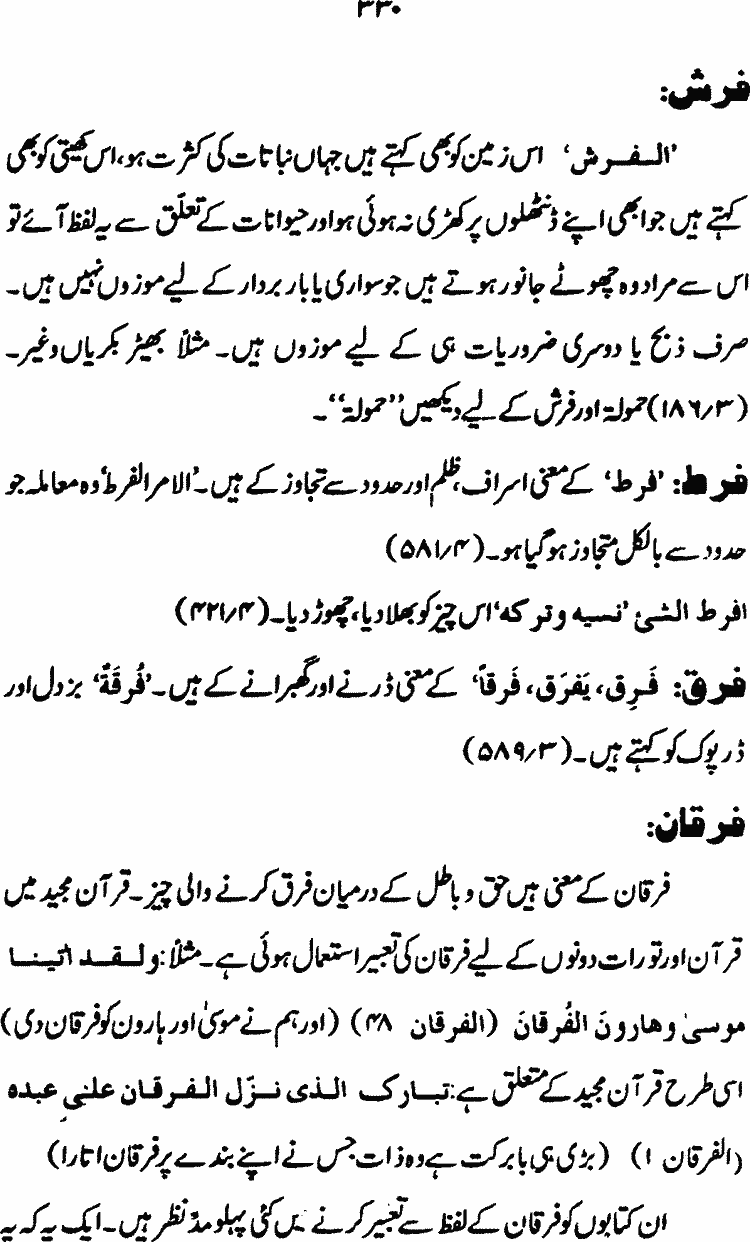 ۳۳۰
فرش:
’الفرش‘ اس زمین کو بھی کہتے ہیں جہاں نباتات کی کثرت ہو، اس کھیتی کو بھی
کہتے ہیں جو ابھی اپنے ڈنٹھلوں پر کھڑی نہ ہوئی ہو اور حیوانات کے تعلّق سے یہ لفظ آئے تو
اس سے مراد وہ چھوٹے جانور ہوتے ہیں جو سواری یا بار بردار کے لیے موزوں نہیں ہیں۔
صرف ذبح یا دوسری ضروریات ہی کے لیے موزوں ہیں۔ مثلاً بھیڑ بکریاں وغیر۔
(۱۸۶/۳) حمولۃ اور فرش کے لیے دیکھیں ”حمولۃ“۔
فرط: ’فرط‘ کے معنی اسراف، ظلم اور حدود سے تجاوز کے ہیں۔ ’الامر الفرط‘ وہ معاملہ جو
حدود سے بالکل متجاوز ہو گیا ہو۔ (۵۸۱/۴)
افرط الشئ ’نسیه وترکه‘ اس چیز کو بھلا دیا، چھوڑ دیا۔ (۴۲۱/۴)
فرق: فَرِق، یَفرَق، فَرقاً‘ کے معنی ڈرنے اور گھبرانے کے ہیں۔ ’فُرقَةٌ‘ بزدل اور
ڈرپوک کو کہتے ہیں۔ (۵۸۹/۳)
فرقان:
فرقان کے معنی ہیں حق و باطل کے درمیان فرق کرنے والی چیز۔ قرآن مجید میں
قرآن اور تورات دونوں کے لیے فرقان کی تعبیر استعمال ہوئی ہے۔ مثلاً: ولقد اتینا
موسیٰ وهارونَ الفُرقانَ (الفرقان ۴۸) (اور ہم نے موسیٰ اور ہارون کو فرقان دی)
اسی طرح قرآن مجید کے متعلق ہے: تبارک الذی نزّل الفرقان علی عبده
(الفرقان ۱) (بڑی ہی بابرکت ہے وہ ذات جس نے اپنے بندے پر فرقان اتارا)
ان کتابوں کو فرقان کے لفظ سے تعبیر کرنے میں کئی پہلو مدّنظر ہیں۔ ایک یہ کہ یہ